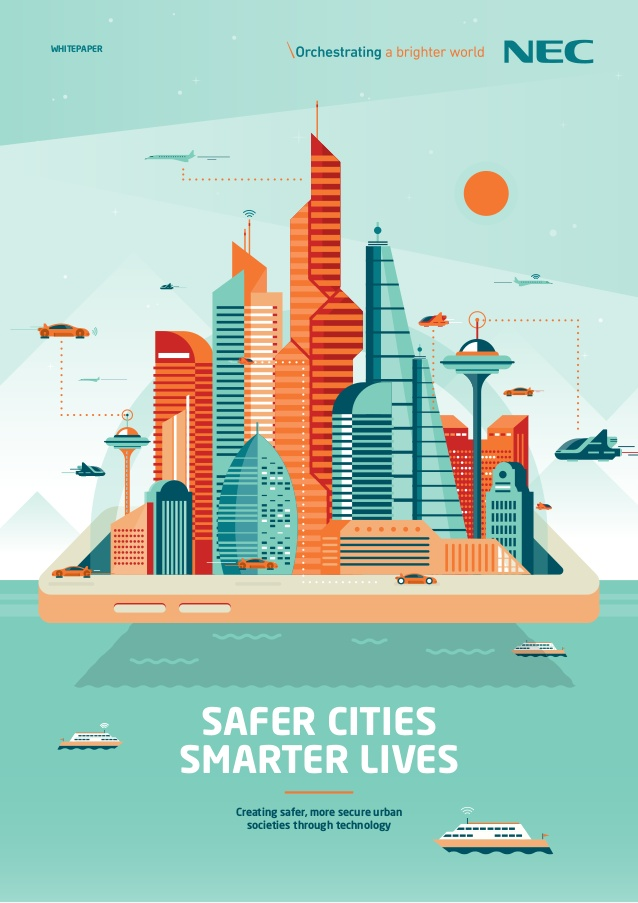 WHITEPAPER
\Orchestrating a brighter world
NEC
SAFER CITIES
SMARTER LIVES
Creating safer, more secure urban
societies through technology